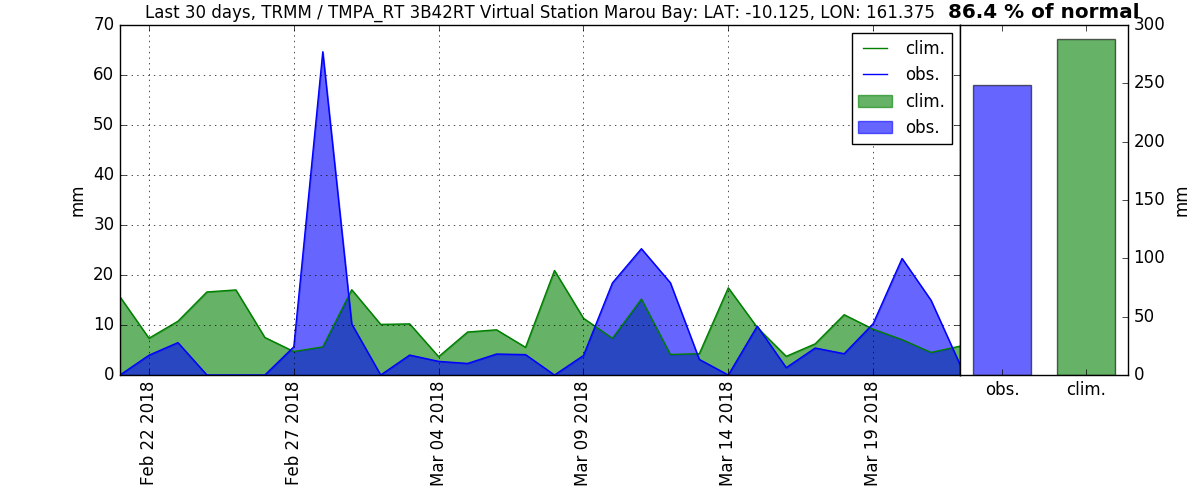 Last 30 days, TRMM / TMPA_RT 3B42RT Virtual Station Marou Bay: LAT: -10.125, LON: 161.375
86.4 % of normal
70
60
50
40
30
20
10
0
mm
clim.
obs.
clim.
obs.
Feb 22 2018
Feb 27 2018
Mar 04 2018
Mar 09 2018
Mar 14 2018
Mar 19 2018
300
250
200
150
100
50
0
mm
obs.
clim.